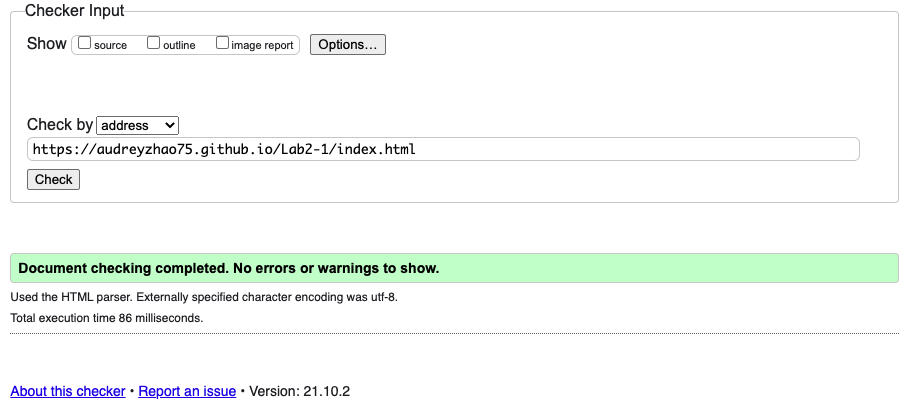 Checker Input
Show source outline image report Options...
Check by address
https://audreyzhao75.github.io/Lab2-1/index.html
Check
Document checking completed. No errors or warnings to show.
Used the HTML parser. Externally specified character encoding was utf-8.
Total execution time 86 milliseconds.
About this checker • Report an issue • Version: 21.10.2